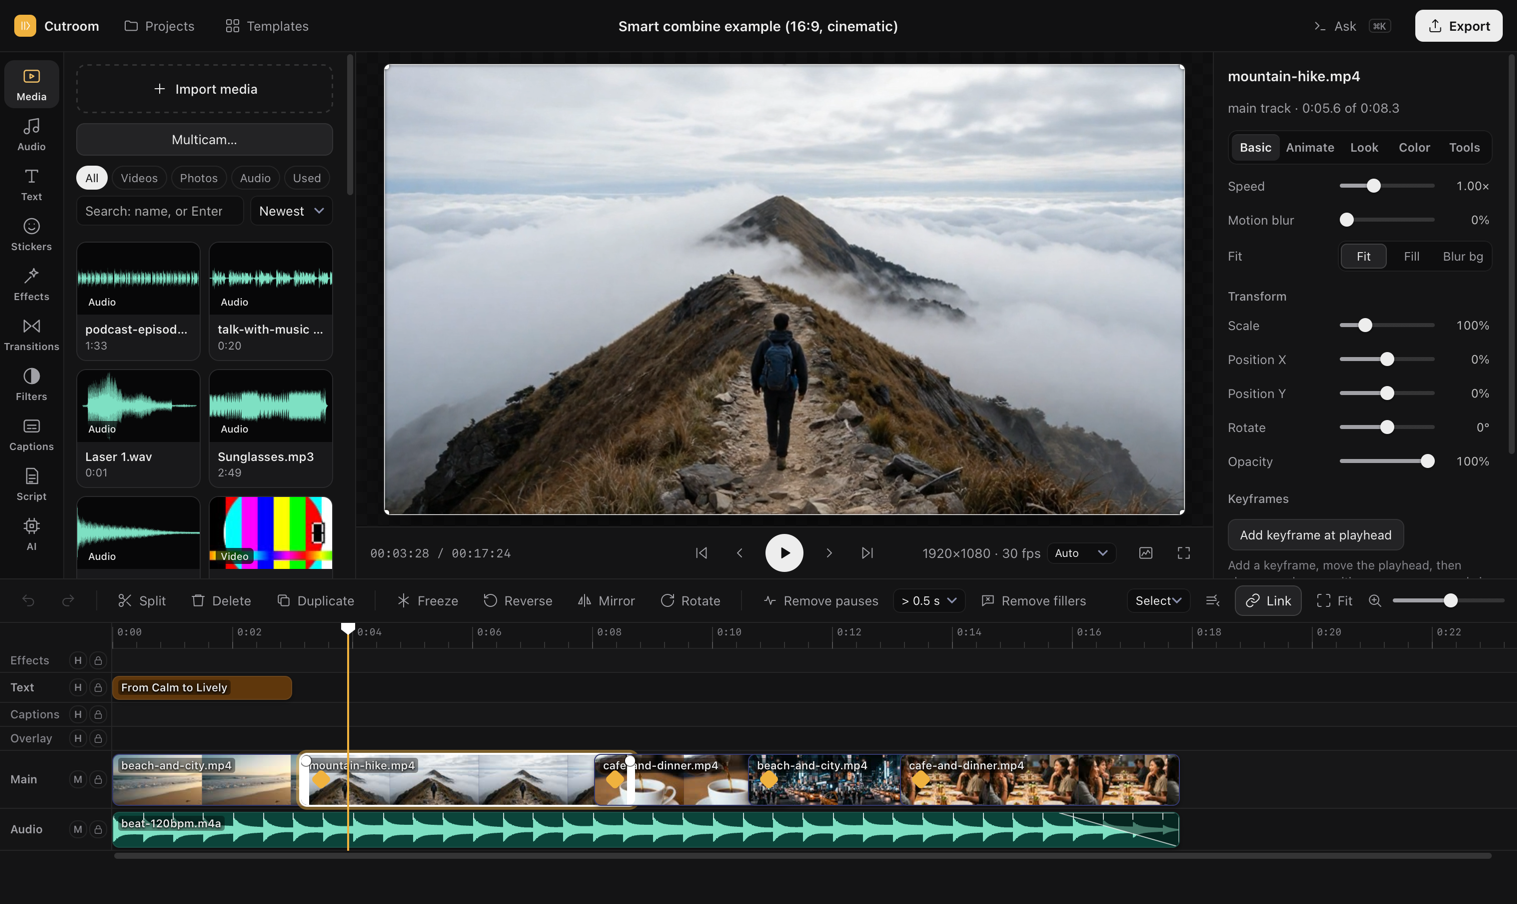 Cutroom
Projects
Templates
Smart combine example (16:9, cinematic)
Ask
⌘K
Export
Media
Audio
Text
Stickers
Effects
Transitions
Filters
Captions
Script
AI
Import media
Multicam...
All
Videos
Photos
Audio
Used
Search: name, or Enter
Newest
Audio
podcast-episod...
1:33
Audio
talk-with-music ...
0:20
Audio
Laser 1.wav
0:01
Audio
Sunglasses.mp3
2:49
Audio
Video
00:03:28 / 00:17:24
1920×1080 · 30 fps
Auto
mountain-hike.mp4
main track · 0:05.6 of 0:08.3
Basic
Animate
Look
Color
Tools
Speed
1.00×
Motion blur
0%
Fit
Fit
Fill
Blur bg
Transform
Scale
100%
Position X
0%
Position Y
0%
Rotate
0°
Opacity
100%
Keyframes
Add keyframe at playhead
Add a keyframe, move the playhead, then
Split
Delete
Duplicate
Freeze
Reverse
Mirror
Rotate
Remove pauses
> 0.5 s
Remove fillers
Select
Link
Fit
0:00
0:02
0:04
0:06
0:08
0:10
0:12
0:14
0:16
0:18
0:20
0:22
Effects
H
Text
H
From Calm to Lively
Captions
H
Overlay
H
Main
M
beach-and-city.mp4
mountain-hike.mp4
cafe-and-dinner.mp4
beach-and-city.mp4
cafe-and-dinner.mp4
Audio
M
beat-120bpm.m4a